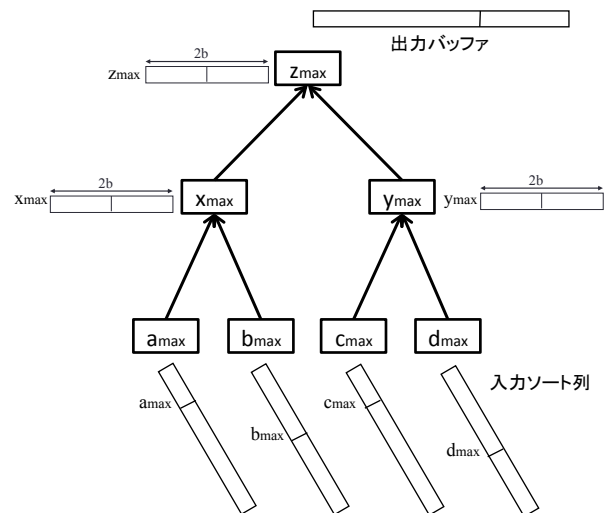 出力バッファ
2b
zmax
zmax
2b
2b
xmax
xmax
ymax
ymax
amax
bmax
cmax
dmax
入力ソート列
amax
cmax
bmax
dmax